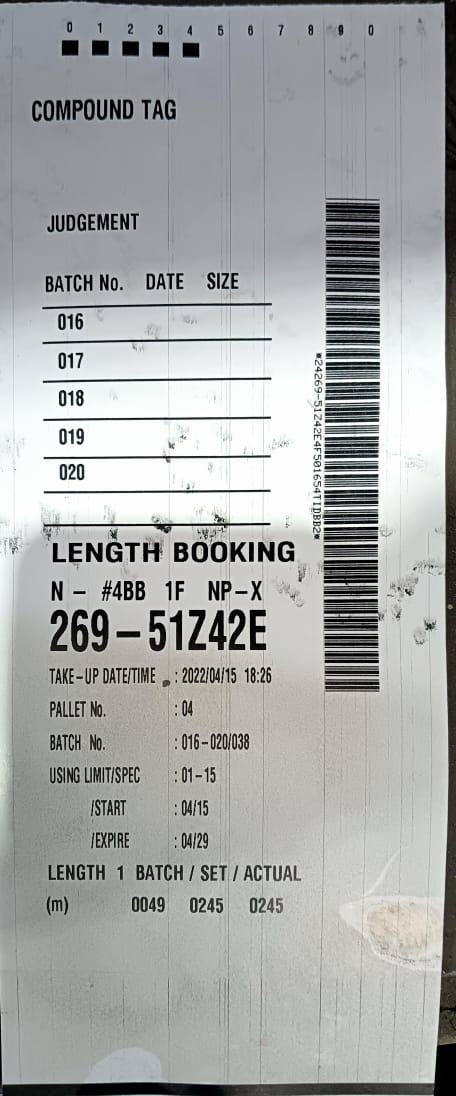 0 1 2 3 4 5 6 7 8 9 0
COMPOUND TAG
JUDGEMENT
BATCH No. DATE SIZE
016
017
018
019
020
*24269-51Z42E4F501654TIDBB2*
LENGTH BOOKING
N - #4BB 1F NP-X
269-51Z42E
TAKE-UP DATE/TIME : 2022/04/15 18:26
PALLET No. : 04
BATCH No. : 016-020/038
USING LIMIT/SPEC : 01-15
/START : 04/15
/EXPIRE : 04/29
LENGTH 1 BATCH / SET / ACTUAL
(m) 0049 0245 0245